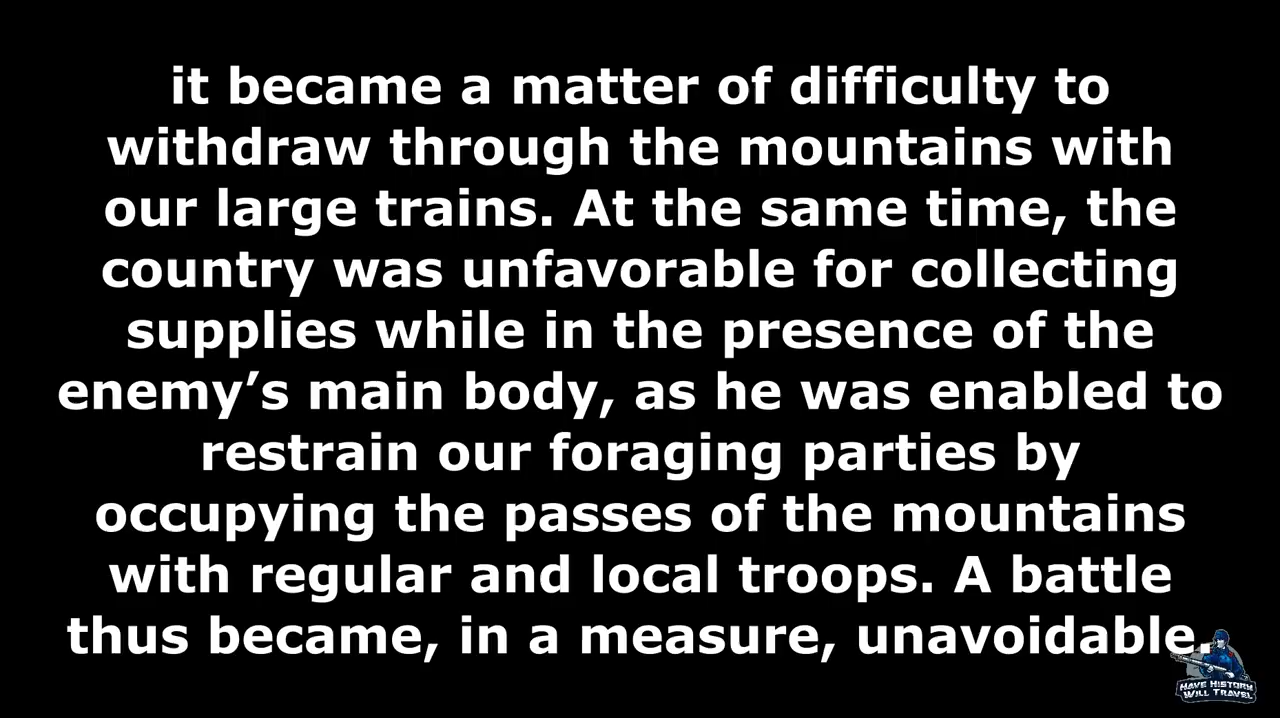 it became a matter of difficulty to
withdraw through the mountains with
our large trains. At the same time, the
country was unfavorable for collecting
supplies while in the presence of the
enemy’s main body, as he was enabled to
restrain our foraging parties by
occupying the passes of the mountains
with regular and local troops. A battle
thus became, in a measure, unavoidable.
HAVE HISTORY
WILL TRAVEL